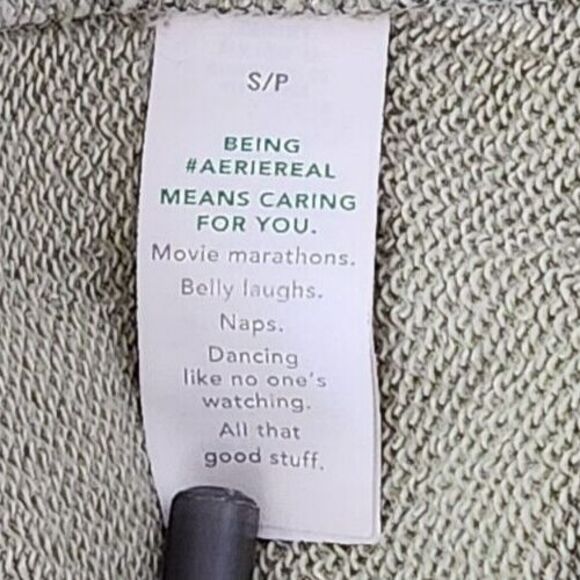 S/P
BEING
#AERIEREAL
MEANS CARING
FOR YOU.
Movie marathons.
Belly laughs.
Naps.
Dancing
like no one's
watching.
All that
good stuff.